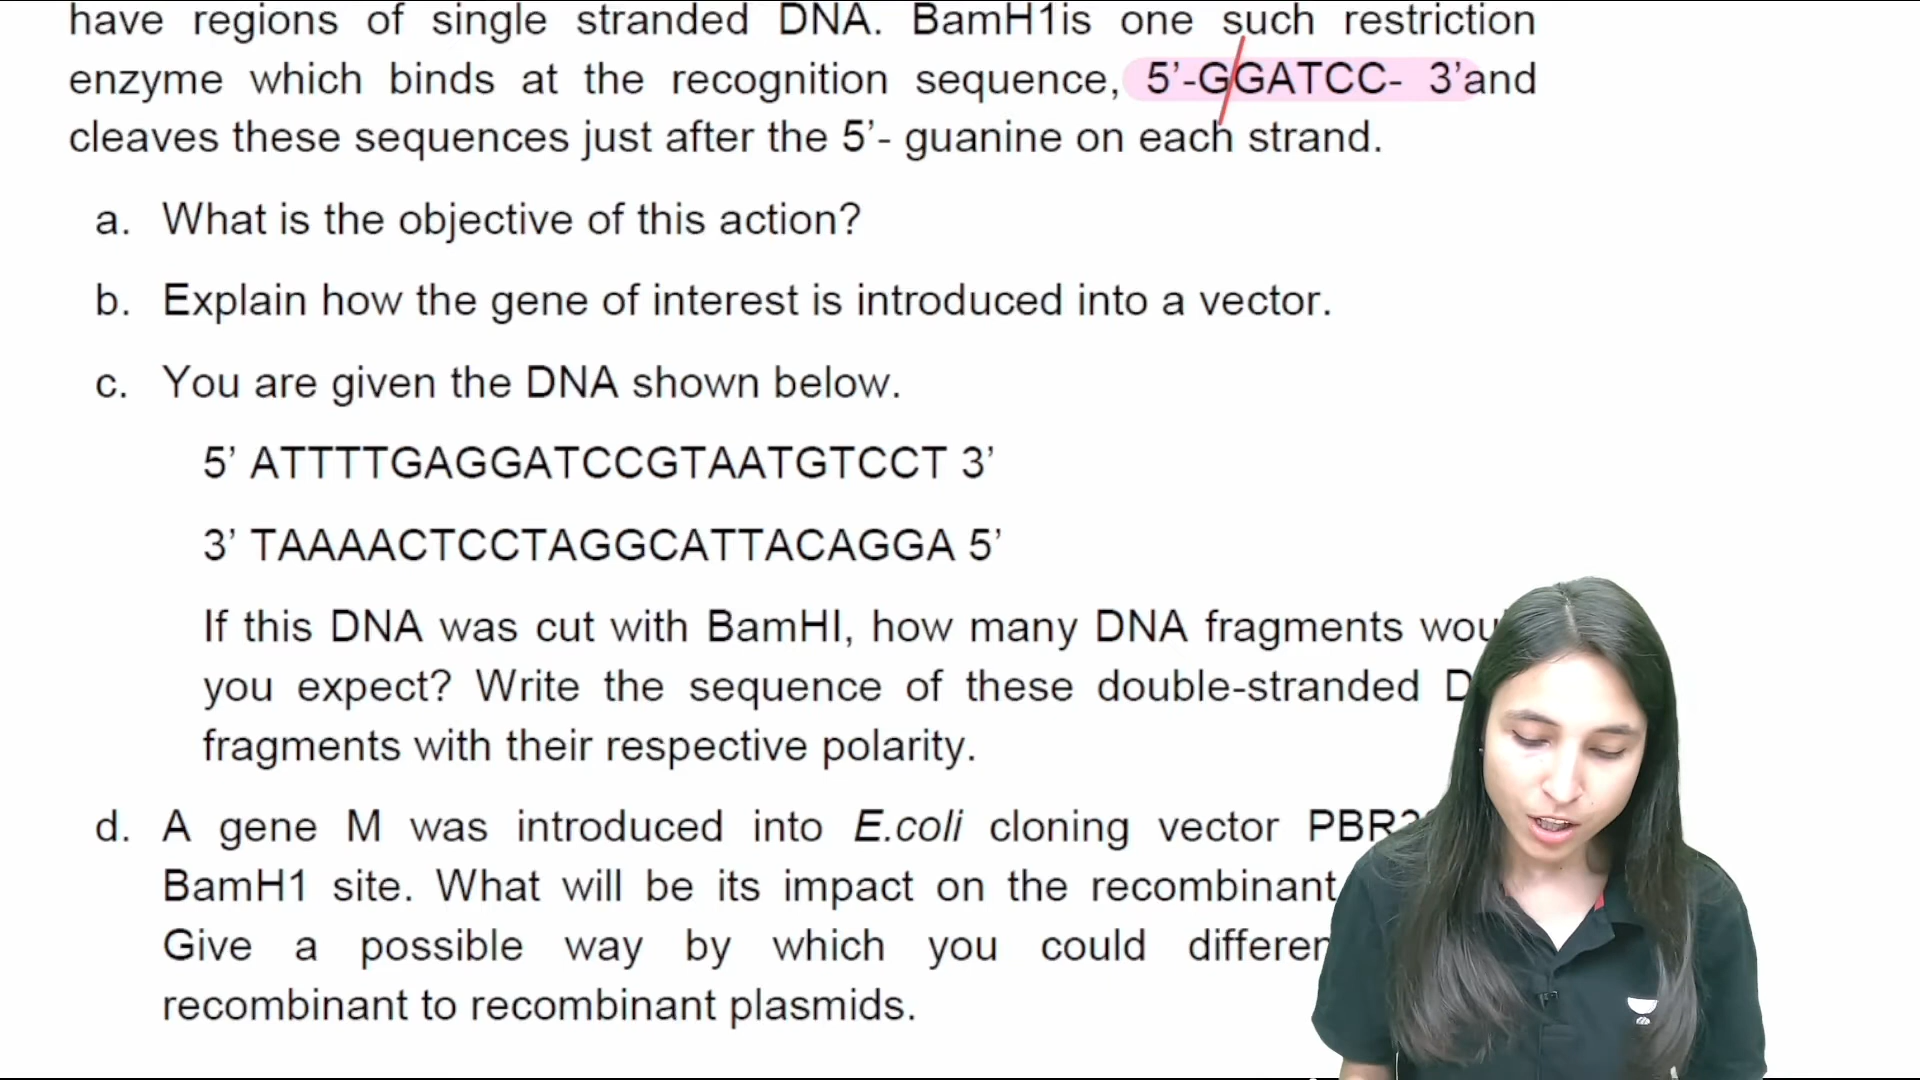 have regions of single stranded DNA. BamH1is one such restriction
enzyme which binds at the recognition sequence, 5’-GGATCC- 3’and
cleaves these sequences just after the 5’- guanine on each strand.
a. What is the objective of this action?
b. Explain how the gene of interest is introduced into a vector.
c. You are given the DNA shown below.
5’ ATTTTGAGGATCCGTAATGTCCT 3’
3’ TAAAACTCCTAGGCATTACAGGA 5’
If this DNA was cut with BamHI, how many DNA fragments
you expect? Write the sequence of these double-stranded
fragments with their respective polarity.
d. A gene M was introduced into E.coli cloning vector
BamH1 site. What will be its impact on the recombinant
Give a possible way by which you could
recombinant to recombinant plasmids.